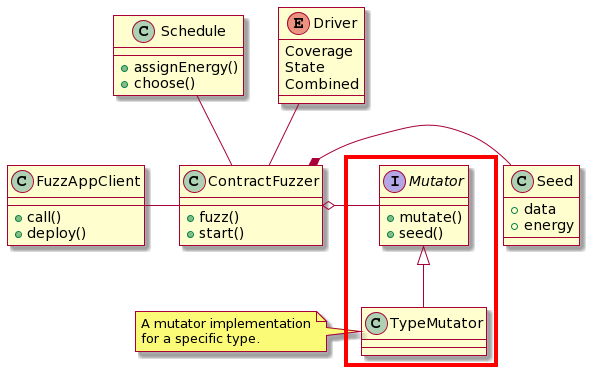 C Schedule
assignEnergy()
choose()
E Driver
Coverage
State
Combined
C FuzzAppClient
call()
deploy()
C ContractFuzzer
fuzz()
start()
I Mutator
mutate()
seed()
C Seed
data
energy
A mutator implementation
for a specific type.
C TypeMutator